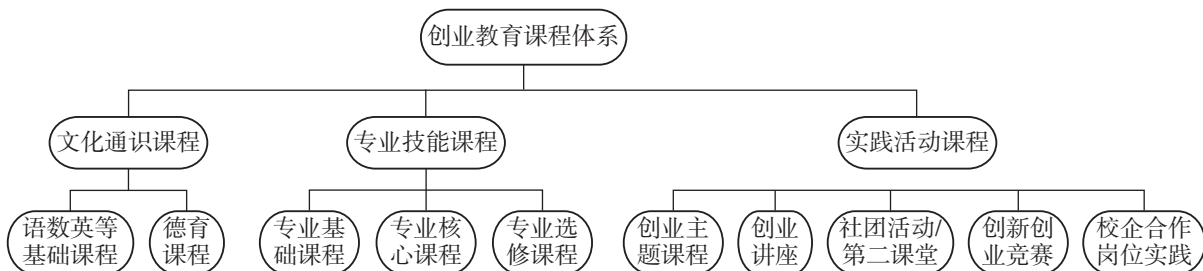 创业教育课程体系
文化通识课程
专业技能课程
实践活动课程
语数英等
基础课程
德育
课程
专业基
础课程
专业核
心课程
专业选
修课程
创业主
题课程
创业
讲座
社团活动/
第二课堂
创新创
业竞赛
校企合作
岗位实践